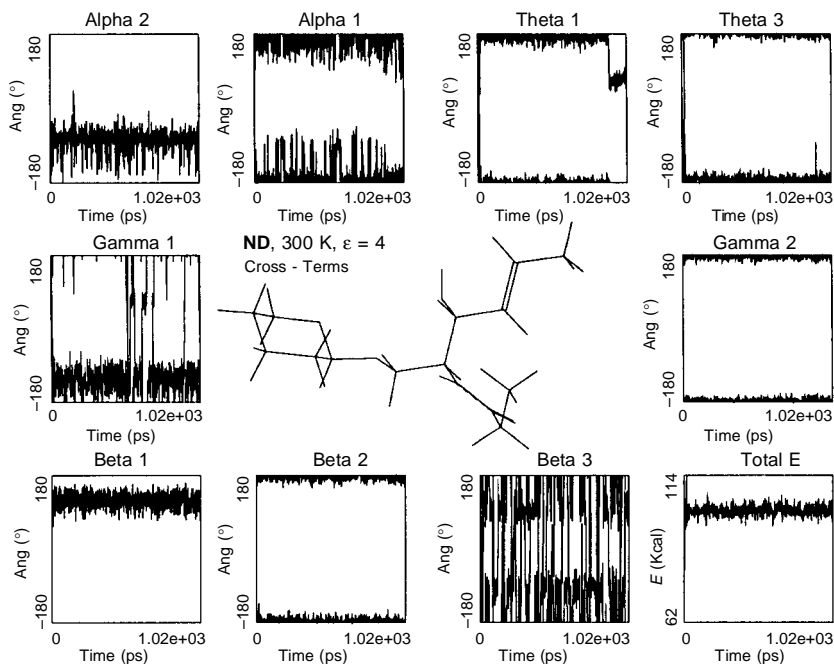 Alpha 2
180
Ang (°)
−180
0
1.02e+03
Time (ps)
Alpha 1
180
Ang (°)
−180
0
1.02e+03
Time (ps)
Theta 1
180
Ang (°)
−180
0
1.02e+03
Time (ps)
Theta 3
180
Ang (°)
−180
0
1.02e+03
Time (ps)
Gamma 1
180
Ang (°)
−180
0
1.02e+03
Time (ps)
ND, 300 K, ε = 4
Cross - Terms
Gamma 2
180
Ang (°)
−180
0
1.02e+03
Time (ps)
Beta 1
180
Ang (°)
−180
0
1.02e+03
Time (ps)
Beta 2
180
Ang (°)
−180
0
1.02e+03
Time (ps)
Beta 3
180
Ang (°)
−180
0
1.02e+03
Time (ps)
Total E
114
E (Kcal)
62
0
1.02e+03
Time (ps)